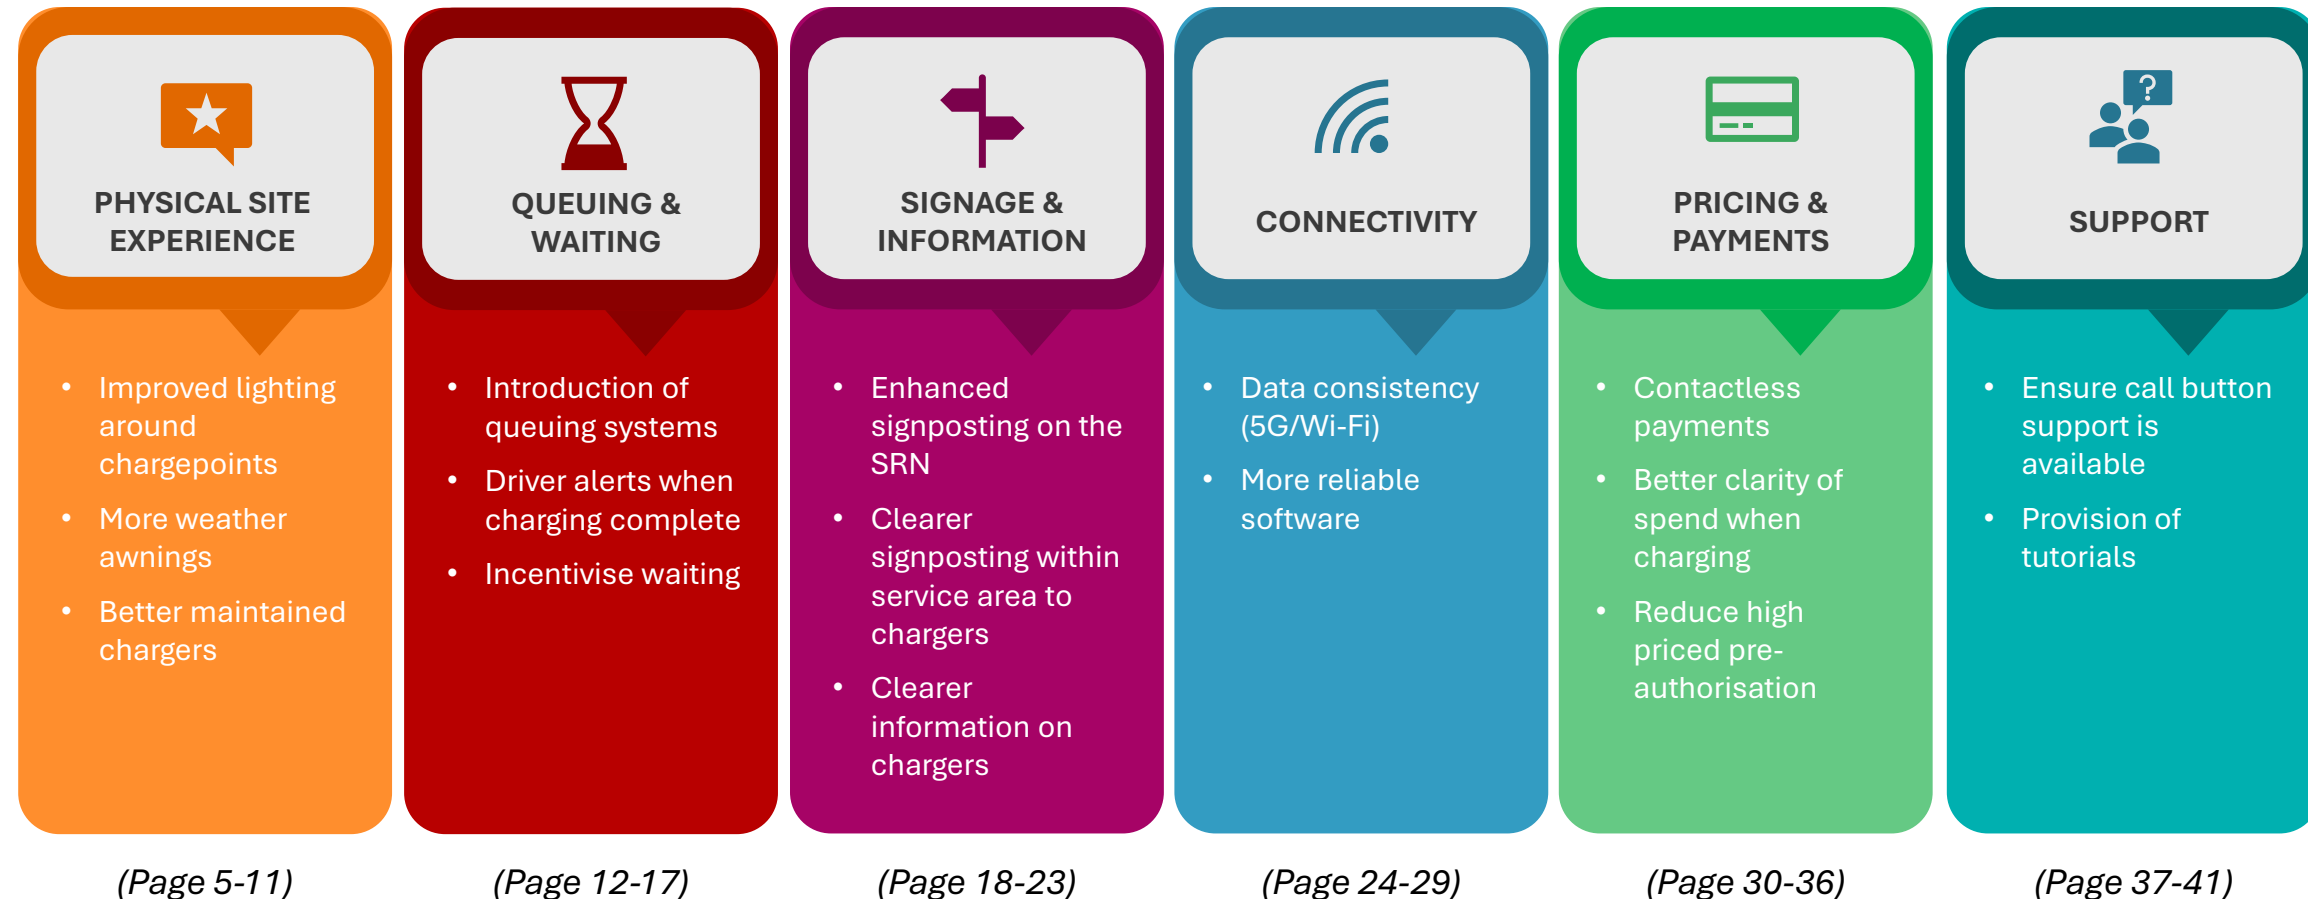 PHYSICAL SITE
EXPERIENCE
• Improved lighting
around
chargepoints
• More weather
awnings
• Better maintained
chargers
(Page 5-11)
QUEUING &
WAITING
• Introduction of
queuing systems
• Driver alerts when
charging complete
• Incentivise waiting
(Page 12-17)
SIGNAGE &
INFORMATION
• Enhanced
signposting on the
SRN
• Clearer
signposting within
service area to
chargers
• Clearer
information on
chargers
(Page 18-23)
CONNECTIVITY
• Data consistency
(5G/Wi-Fi)
• More reliable
software
(Page 24-29)
PRICING &
PAYMENTS
• Contactless
payments
• Better clarity of
spend when
charging
• Reduce high
priced pre-
authorisation
(Page 30-36)
?
SUPPORT
• Ensure call button
support is
available
• Provision of
tutorials
(Page 37-41)